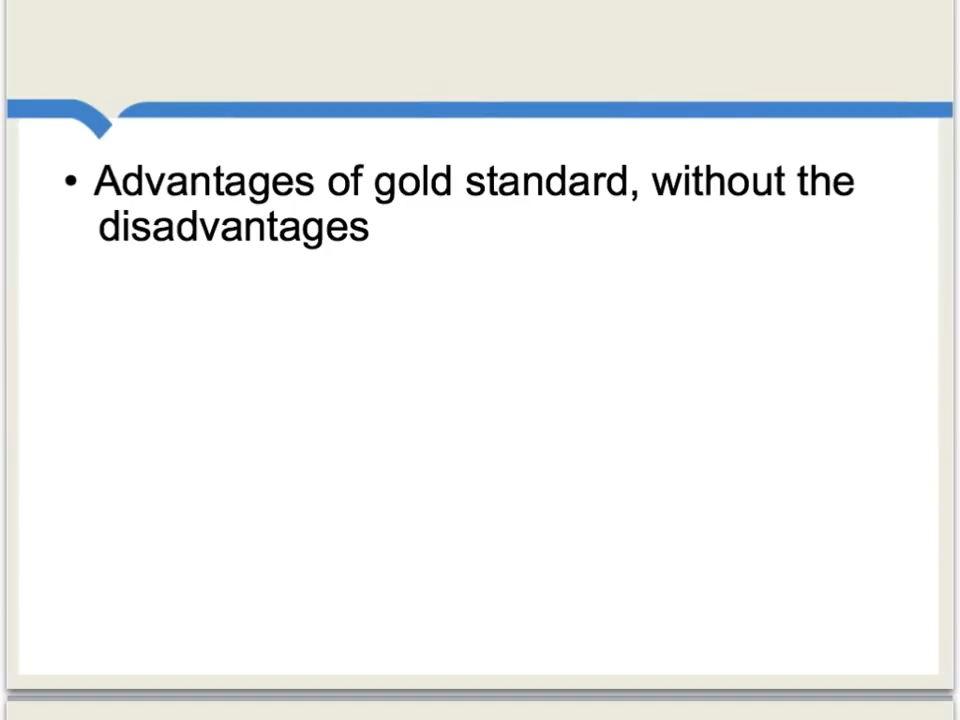 • Advantages of gold standard, without the
disadvantages